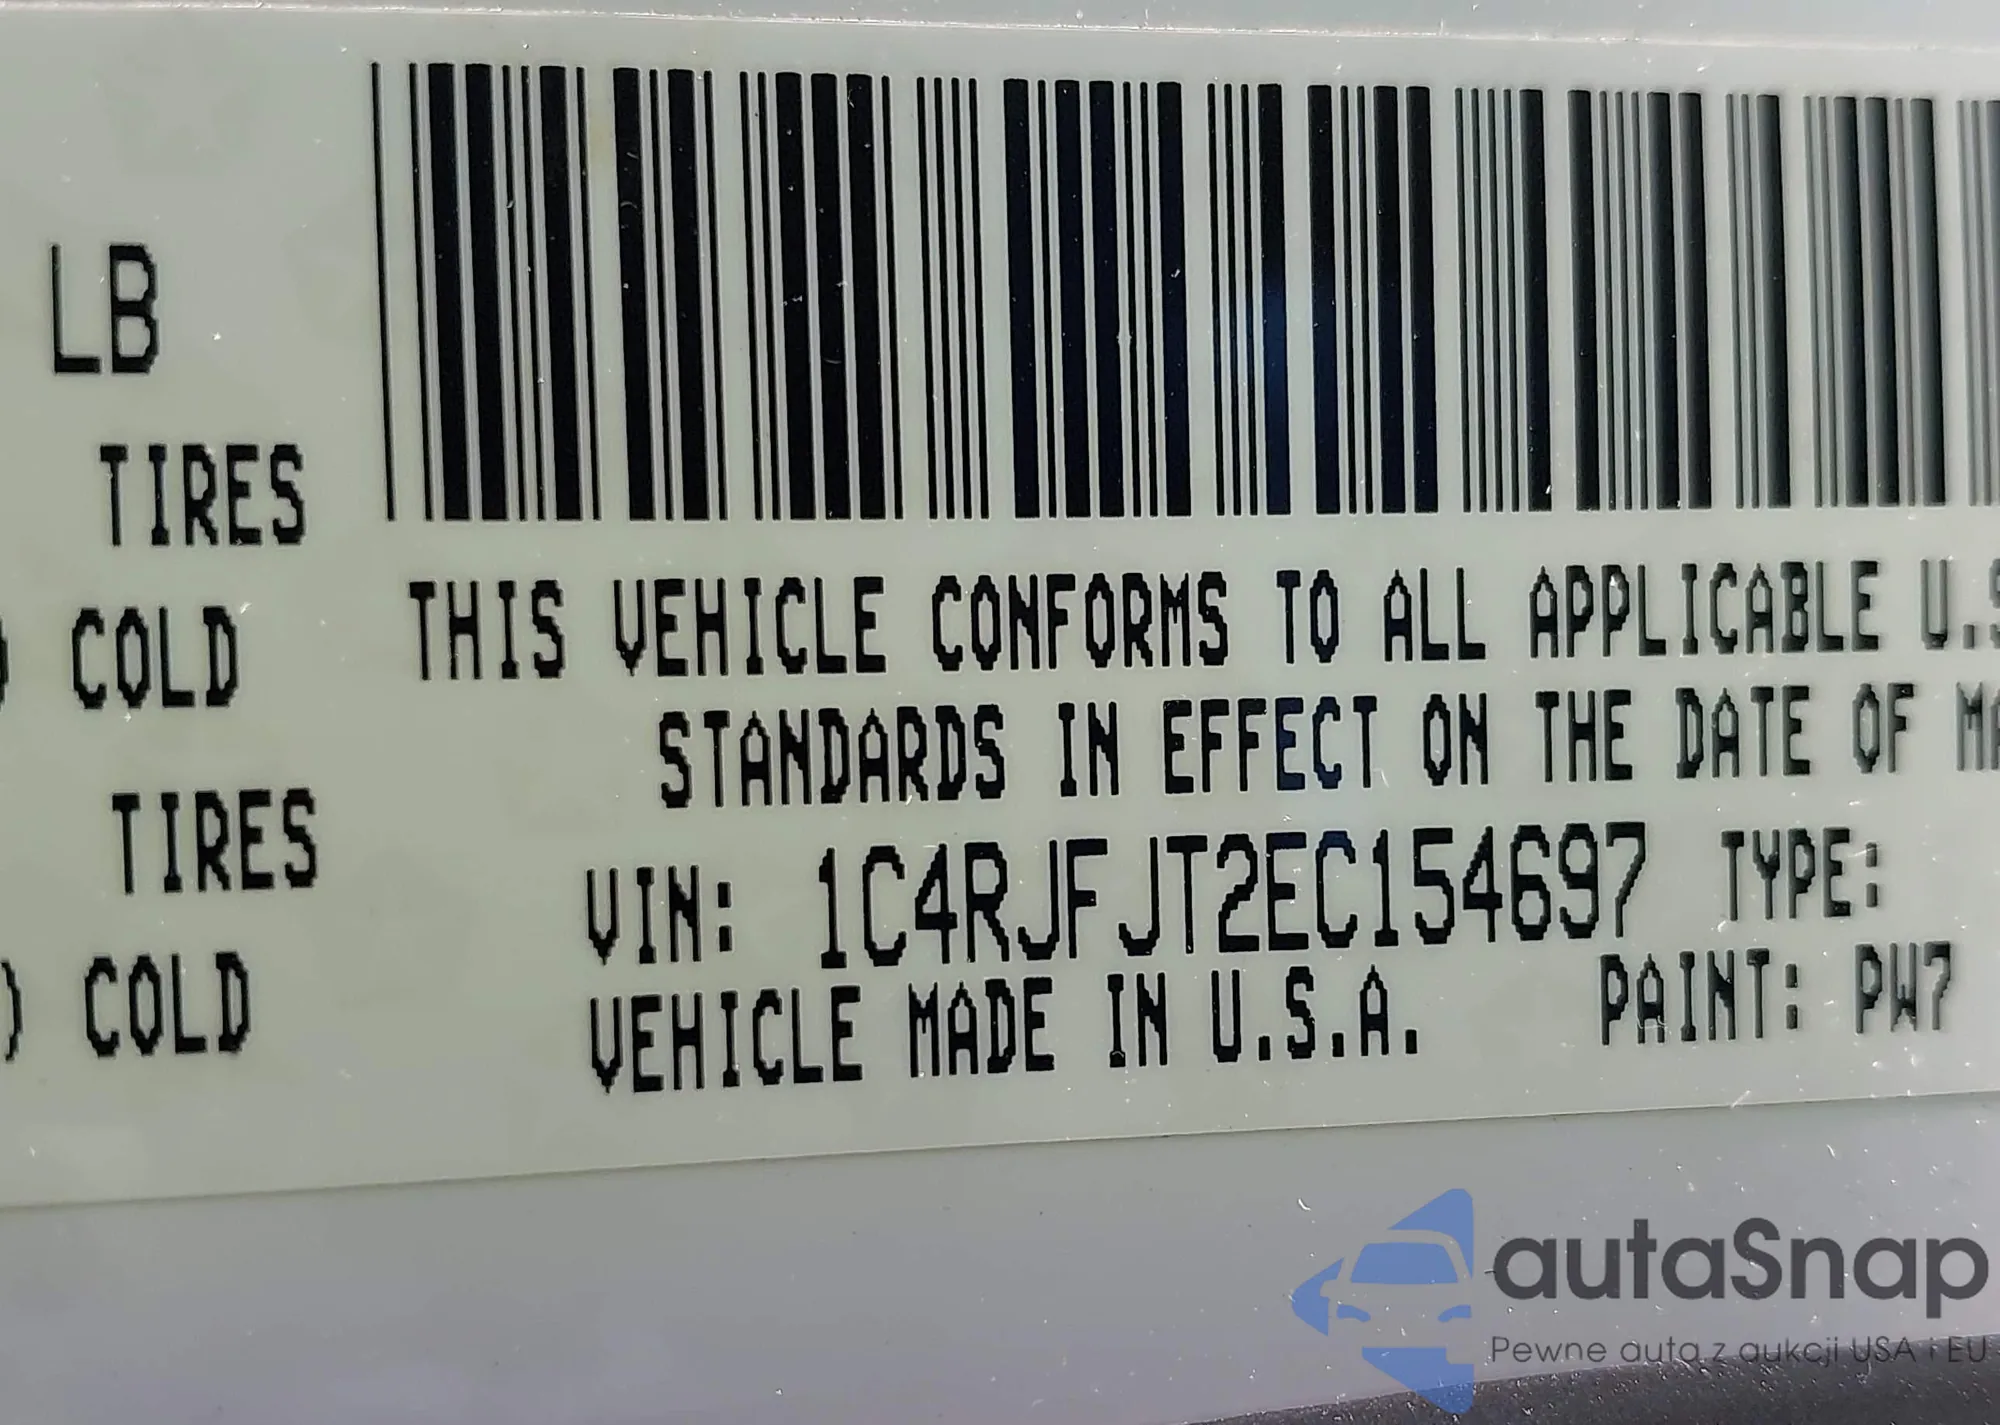 LB
TIRES
) COLD
TIRES
) COLD
THIS VEHICLE CONFORMS TO ALL APPLICABLE U.S
STANDARDS IN EFFECT ON THE DATE OF MA
VIN: 1C4RJFJT2EC154697 TYPE:
VEHICLE MADE IN U.S.A. PAINT: PW7
autaSnap
Pewne auta z aukcji USA i EU